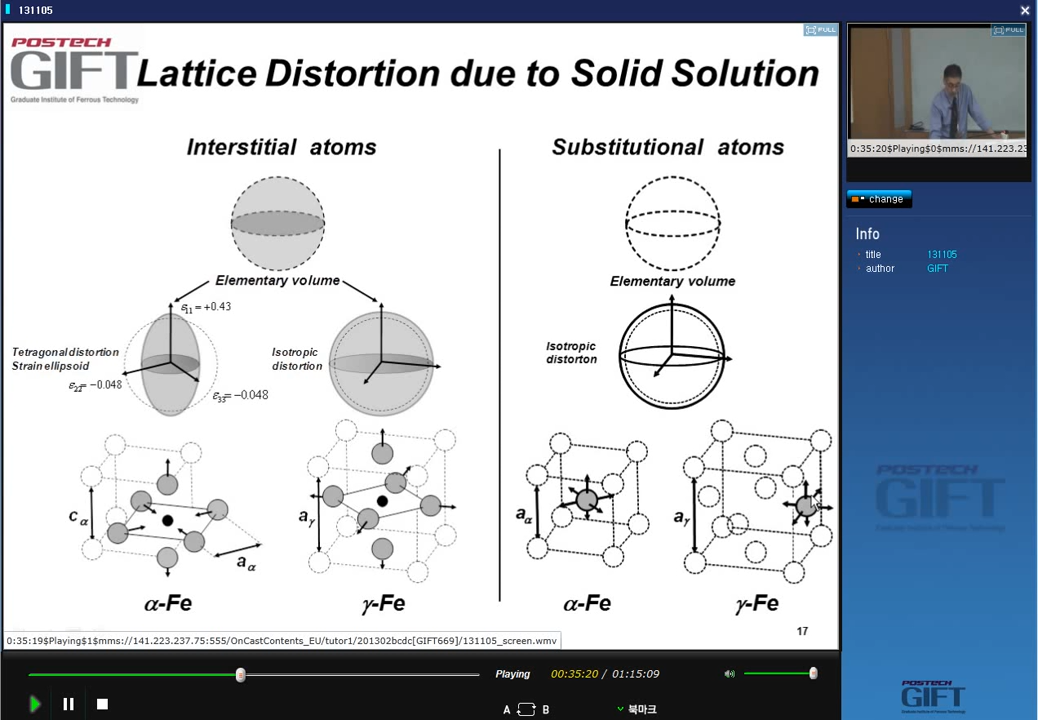 131105
FULL
POSTECH
GIFT
Graduate Institute of Ferrous Technology
Lattice Distortion due to Solid Solution
Interstitial atoms
Substitutional atoms
Elementary volume
Elementary volume
ε11 = +0.43
Tetragonal distortion
Strain ellipsoid
ε22 = −0.048
ε33 = −0.048
Isotropic
distortion
Isotropic
distorton
cα
aα
aγ
aα
aγ
α-Fe
γ-Fe
α-Fe
γ-Fe
17
0:35:19$Playing$1$mms://141.223.237.75:555/OnCastContents_EU/tutor1/201302bcdc[GIFT669]/131105_screen.wmv
FULL
0:35:20$Playing$0$mms://141.223.23
change
Info
title 131105
author GIFT
POSTECH
GIFT
Playing 00:35:20 / 01:15:09
A B
북마크
POSTECH
GIFT